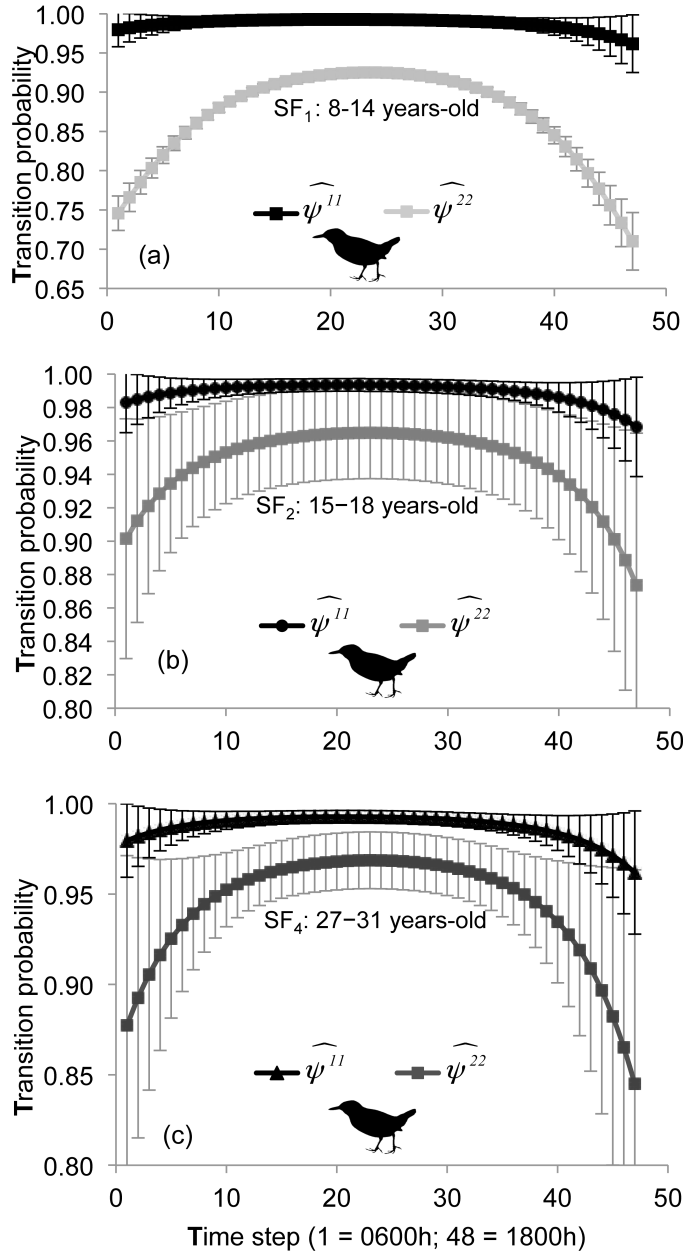 1.00
0.95
0.90
0.85
0.80
0.75
0.70
0.65
Transition probability
SF1: 8-14 years-old
ψ11 ψ22
(a)
0 10 20 30 40 50
1.00
0.98
0.96
0.94
0.92
0.90
0.88
0.86
0.84
0.82
0.80
Transition probability
SF2: 15−18 years-old
ψ11 ψ22
(b)
0 10 20 30 40 50
1.00
0.95
0.90
0.85
0.80
Transition probability
SF4: 27−31 years-old
ψ11 ψ22
(c)
0 10 20 30 40 50
Time step (1 = 0600h; 48 = 1800h)